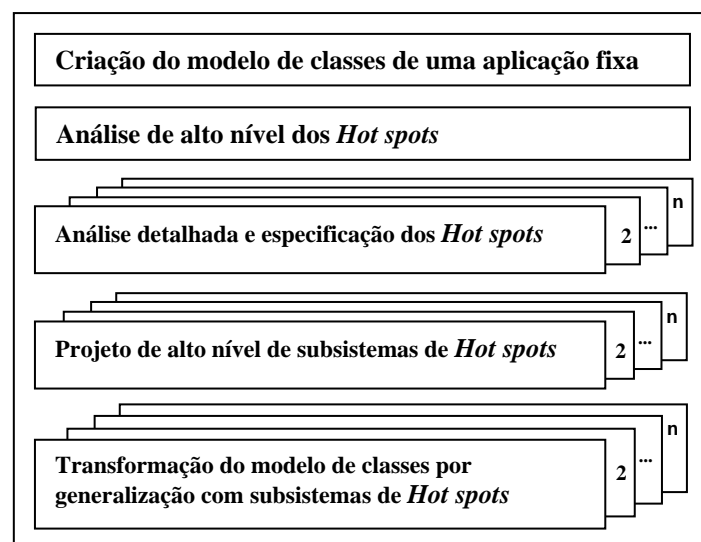 Criação do modelo de classes de uma aplicação fixa
Análise de alto nível dos Hot spots
n
...
2
Análise detalhada e especificação dos Hot spots
n
...
2
Projeto de alto nível de subsistemas de Hot spots
n
...
2
Transformação do modelo de classes por
generalização com subsistemas de Hot spots